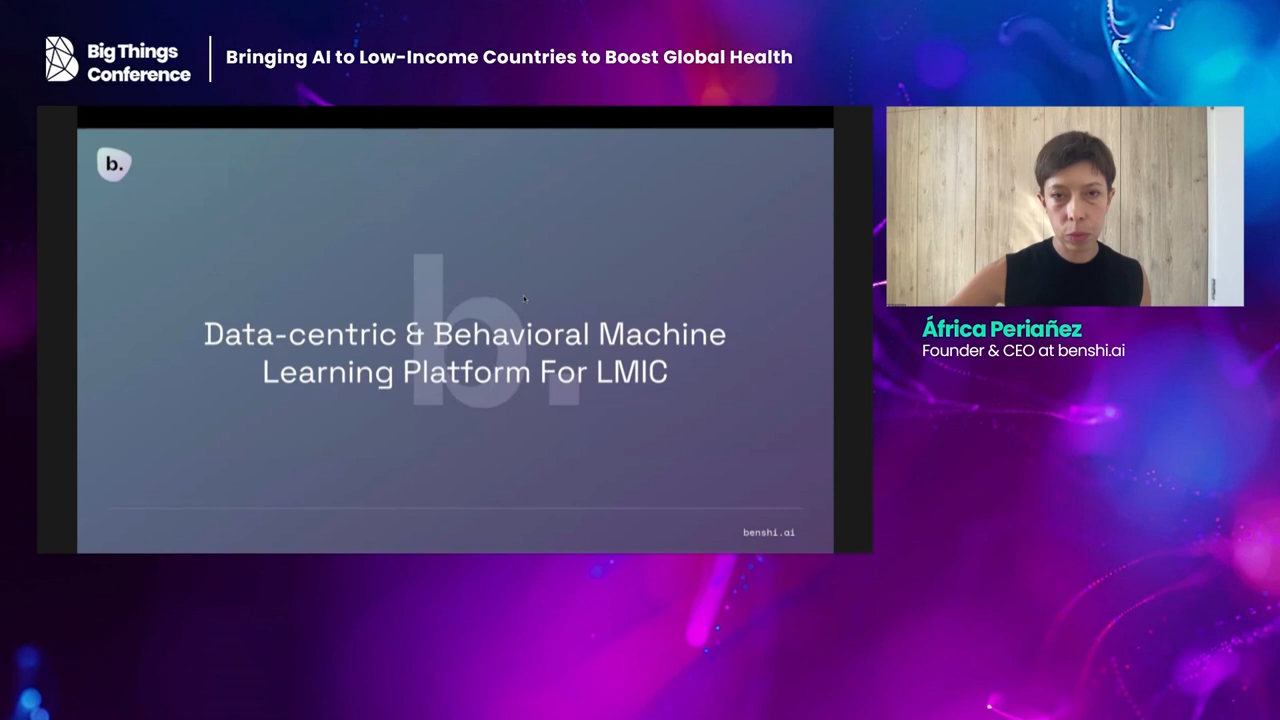 Big Things
Conference
Bringing AI to Low-Income Countries to Boost Global Health
b.
b.
Data-centric & Behavioral Machine
Learning Platform For LMIC
benshi.ai
África Periañez
Founder & CEO at benshi.ai